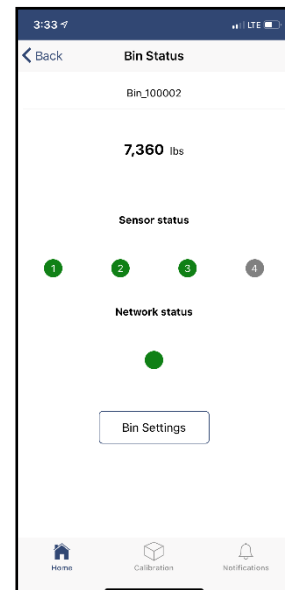 3:33 LTE
Back Bin Status
Bin_100002
7,360 lbs
Sensor status
1 2 3 4
Network status
Bin Settings
Home Calibration Notifications